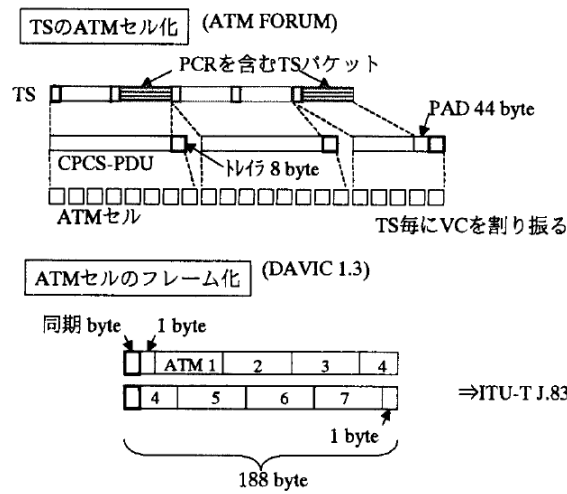 TSのATMセル化 (ATM FORUM)
PCRを含むTSパケット
TS
PAD 44 byte
CPCS-PDU
トレイラ 8 byte
ATMセル
TS毎にVCを割り振る
ATMセルのフレーム化 (DAVIC 1.3)
同期 byte 1 byte
ATM 1 2 3 4
4 5 6 7
⇒ITU-T J.83
1 byte
188 byte